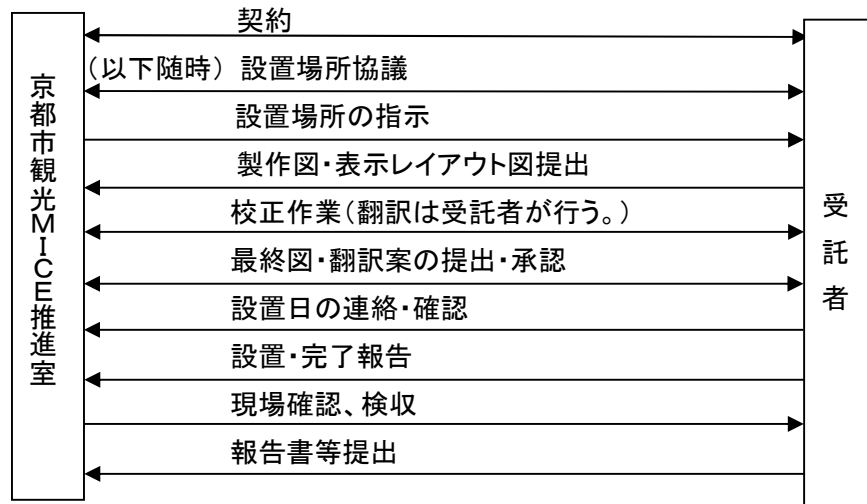 契約
（以下随時） 設置場所協議
設置場所の指示
製作図・表示レイアウト図提出
校正作業（翻訳は受託者が行う。）
最終図・翻訳案の提出・承認
設置日の連絡・確認
設置・完了報告
現場確認、検収
報告書等提出
京都市観光ＭＩＣＥ推進室
受託者